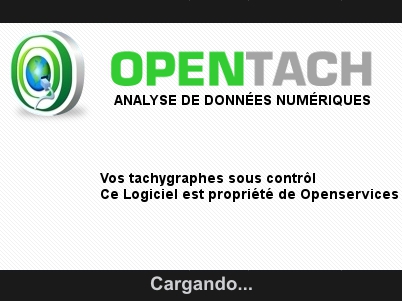 OPENTACH
ANALYSE DE DONNÉES NUMÉRIQUES
Vos tachygraphes sous contrôl
Ce Logiciel est propriété de Openservices
Cargando...